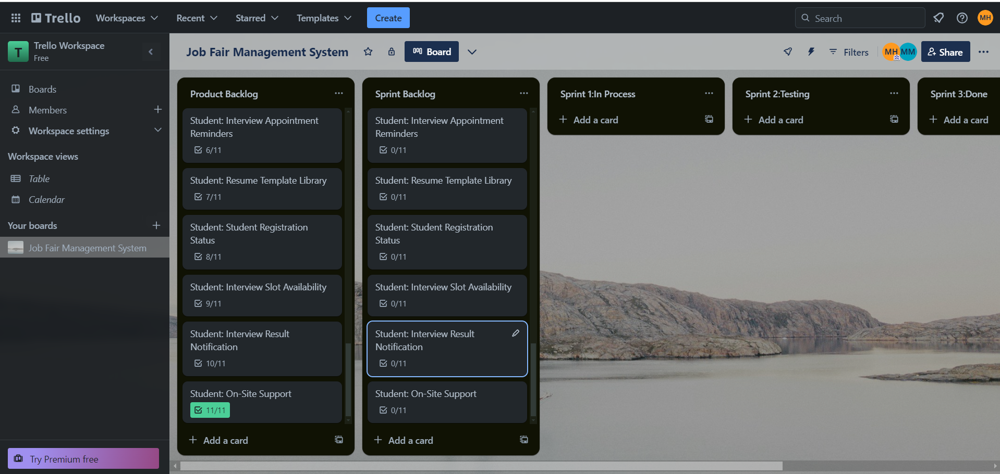 Trello
Workspaces
Recent
Starred
Templates
Create
Search
MH
T
Trello Workspace
Free
Boards
Members
Workspace settings
Workspace views
Table
Calendar
Your boards
Job Fair Management System
Try Premium free
Job Fair Management System
Board
Filters
MH
MM
Share
Product Backlog
Student: Interview Appointment
Reminders
6/11
Student: Resume Template Library
7/11
Student: Student Registration
Status
8/11
Student: Interview Slot Availability
9/11
Student: Interview Result
Notification
10/11
Student: On-Site Support
11/11
Add a card
Sprint Backlog
Student: Interview Appointment
Reminders
0/11
Student: Resume Template Library
0/11
Student: Student Registration
Status
0/11
Student: Interview Slot Availability
0/11
Student: Interview Result
Notification
0/11
Student: On-Site Support
0/11
Add a card
Sprint 1:In Process
Add a card
Sprint 2:Testing
Add a card
Sprint 3:Done
Add a card